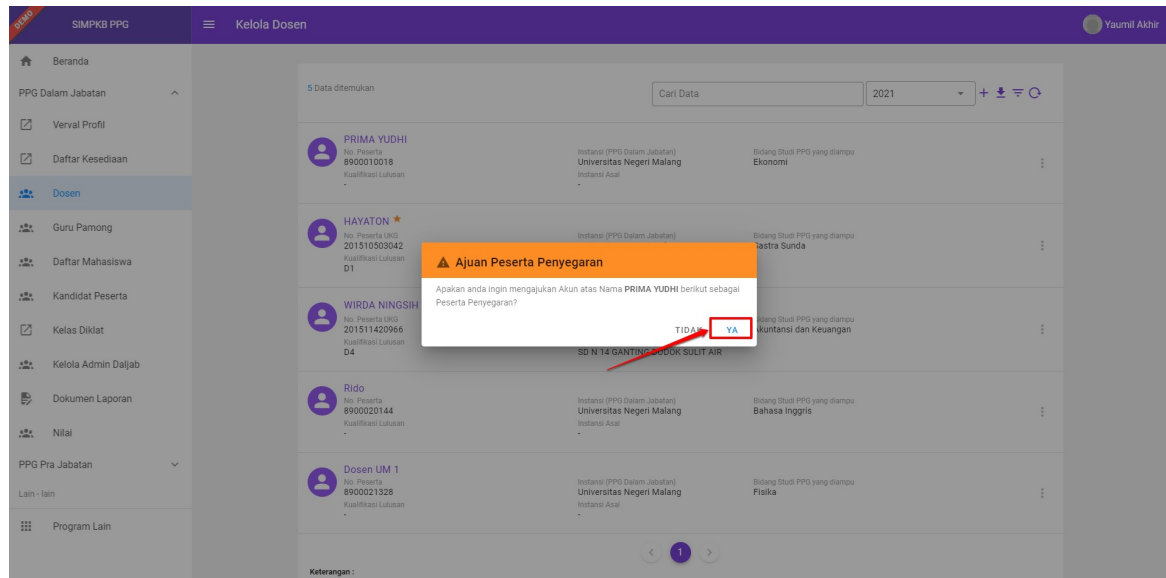 DEMO
SIMPKB PPG
Kelola Dosen
Yaumil Akhir
Beranda
PPG Dalam Jabatan
Verval Profil
Daftar Kesediaan
Dosen
Guru Pamong
Daftar Mahasiswa
Kandidat Peserta
Kelas Diklat
Kelola Admin Daljab
Dokumen Laporan
Nilai
PPG Pra Jabatan
Lain - lain
Program Lain
5 Data ditemukan
Cari Data
2021
PRIMA YUDHI
No. Peserta
8900010018
Kualifikasi Lulusan
-
Instansi (PPG Dalam Jabatan)
Universitas Negeri Malang
Instansi Asal
-
Bidang Studi PPG yang diampu
Ekonomi
HAYATON
No. Peserta UKG
201510503042
Kualifikasi Lulusan
D1
Instansi (PPG Dalam Jabatan)
Bidang Studi PPG yang diampu
Sastra Sunda
Ajuan Peserta Penyegaran
Apakan anda ingin mengajukan Akun atas Nama PRIMA YUDHI berikut sebagai
Peserta Penyegaran?
TIDAK
YA
WIRDA NINGSIH
No. Peserta UKG
201511420966
Kualifikasi Lulusan
D4
SD N 14 GANTING DODOK SULIT AIR
Bidang Studi PPG yang diampu
Akuntansi dan Keuangan
Rido
No. Peserta
8900020144
Kualifikasi Lulusan
-
Instansi (PPG Dalam Jabatan)
Universitas Negeri Malang
Instansi Asal
-
Bidang Studi PPG yang diampu
Bahasa Inggris
Dosen UM 1
No. Peserta
8900021328
Kualifikasi Lulusan
-
Instansi (PPG Dalam Jabatan)
Universitas Negeri Malang
Instansi Asal
-
Bidang Studi PPG yang diampu
Fisika
1
Keterangan :